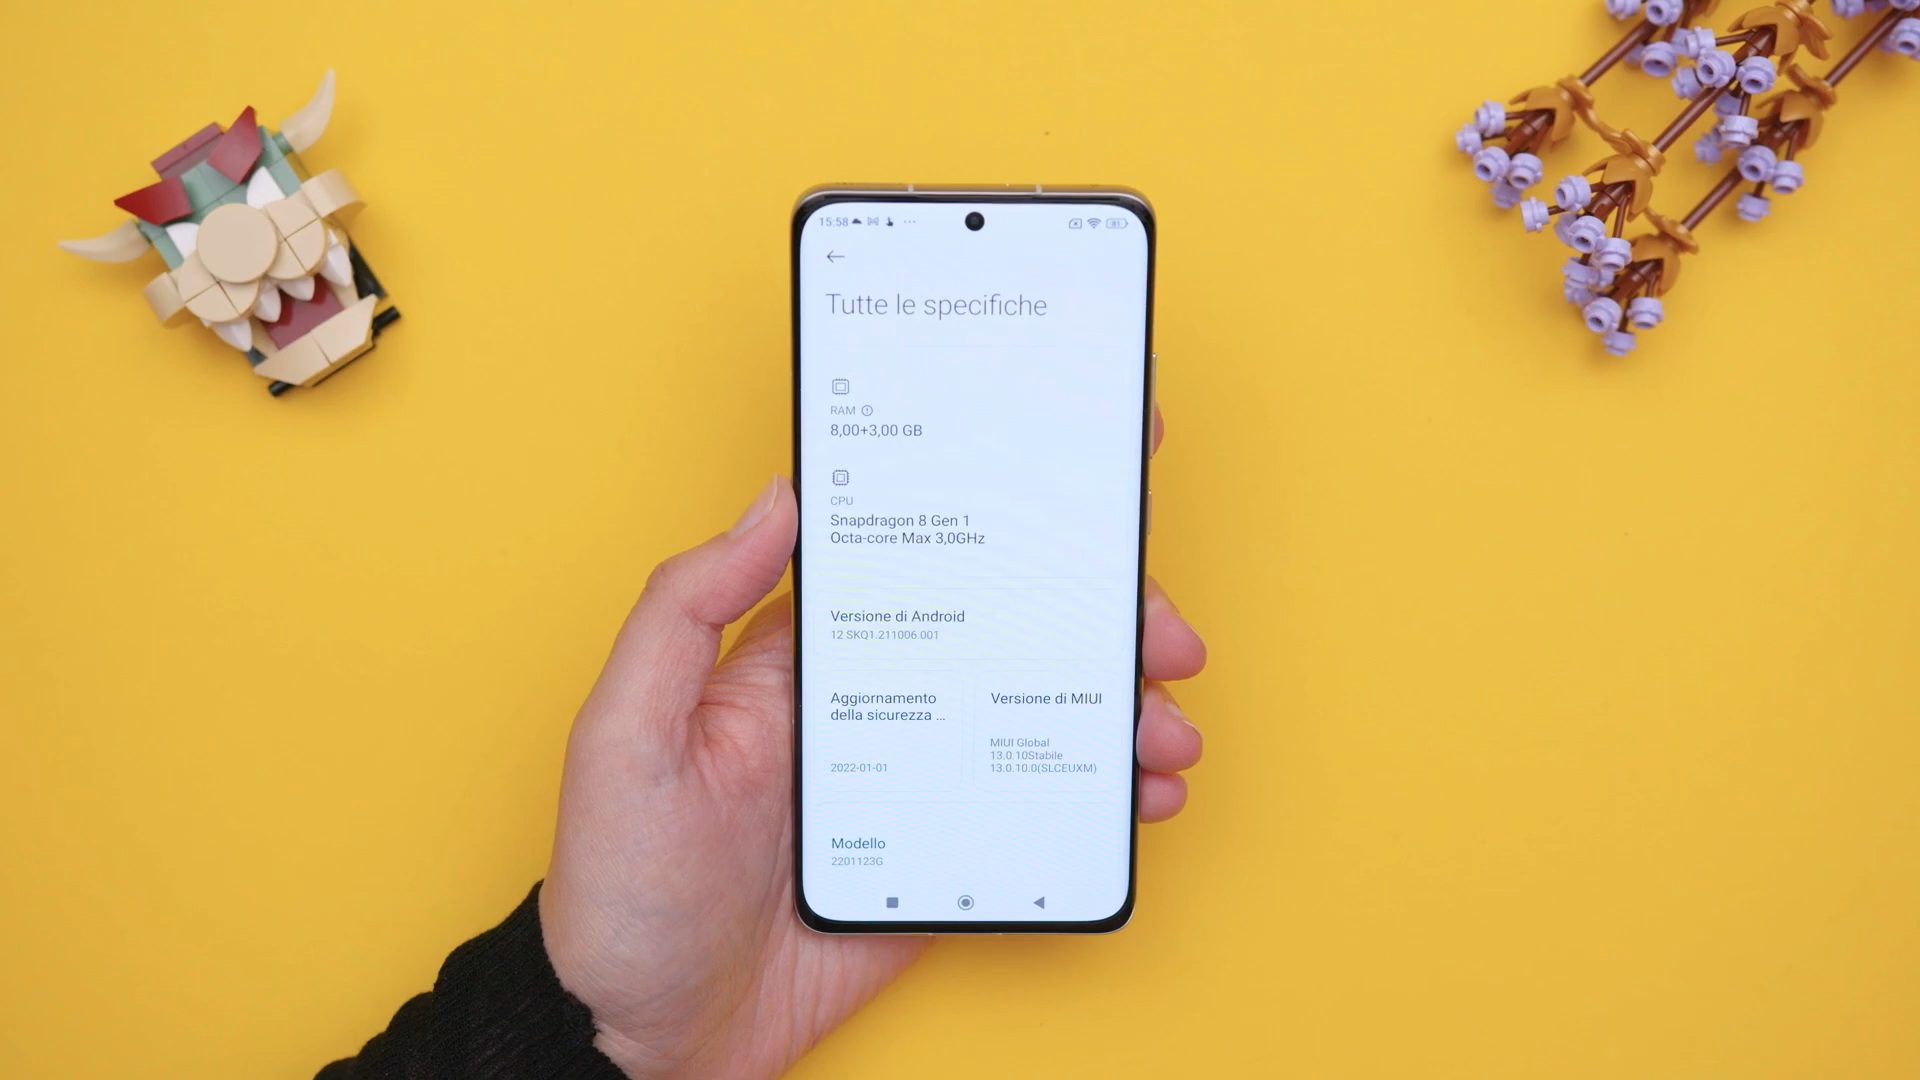 15:58
Tutte le specifiche
RAM
8,00+3,00 GB
CPU
Snapdragon 8 Gen 1
Octa-core Max 3,0GHz
Versione di Android
12 SKQ1.211006.001
Aggiornamento
della sicurezza ...
2022-01-01
Versione di MIUI
MIUI Global
13.0.10Stabile
13.0.10.0(SLCEUXM)
Modello
2201123G